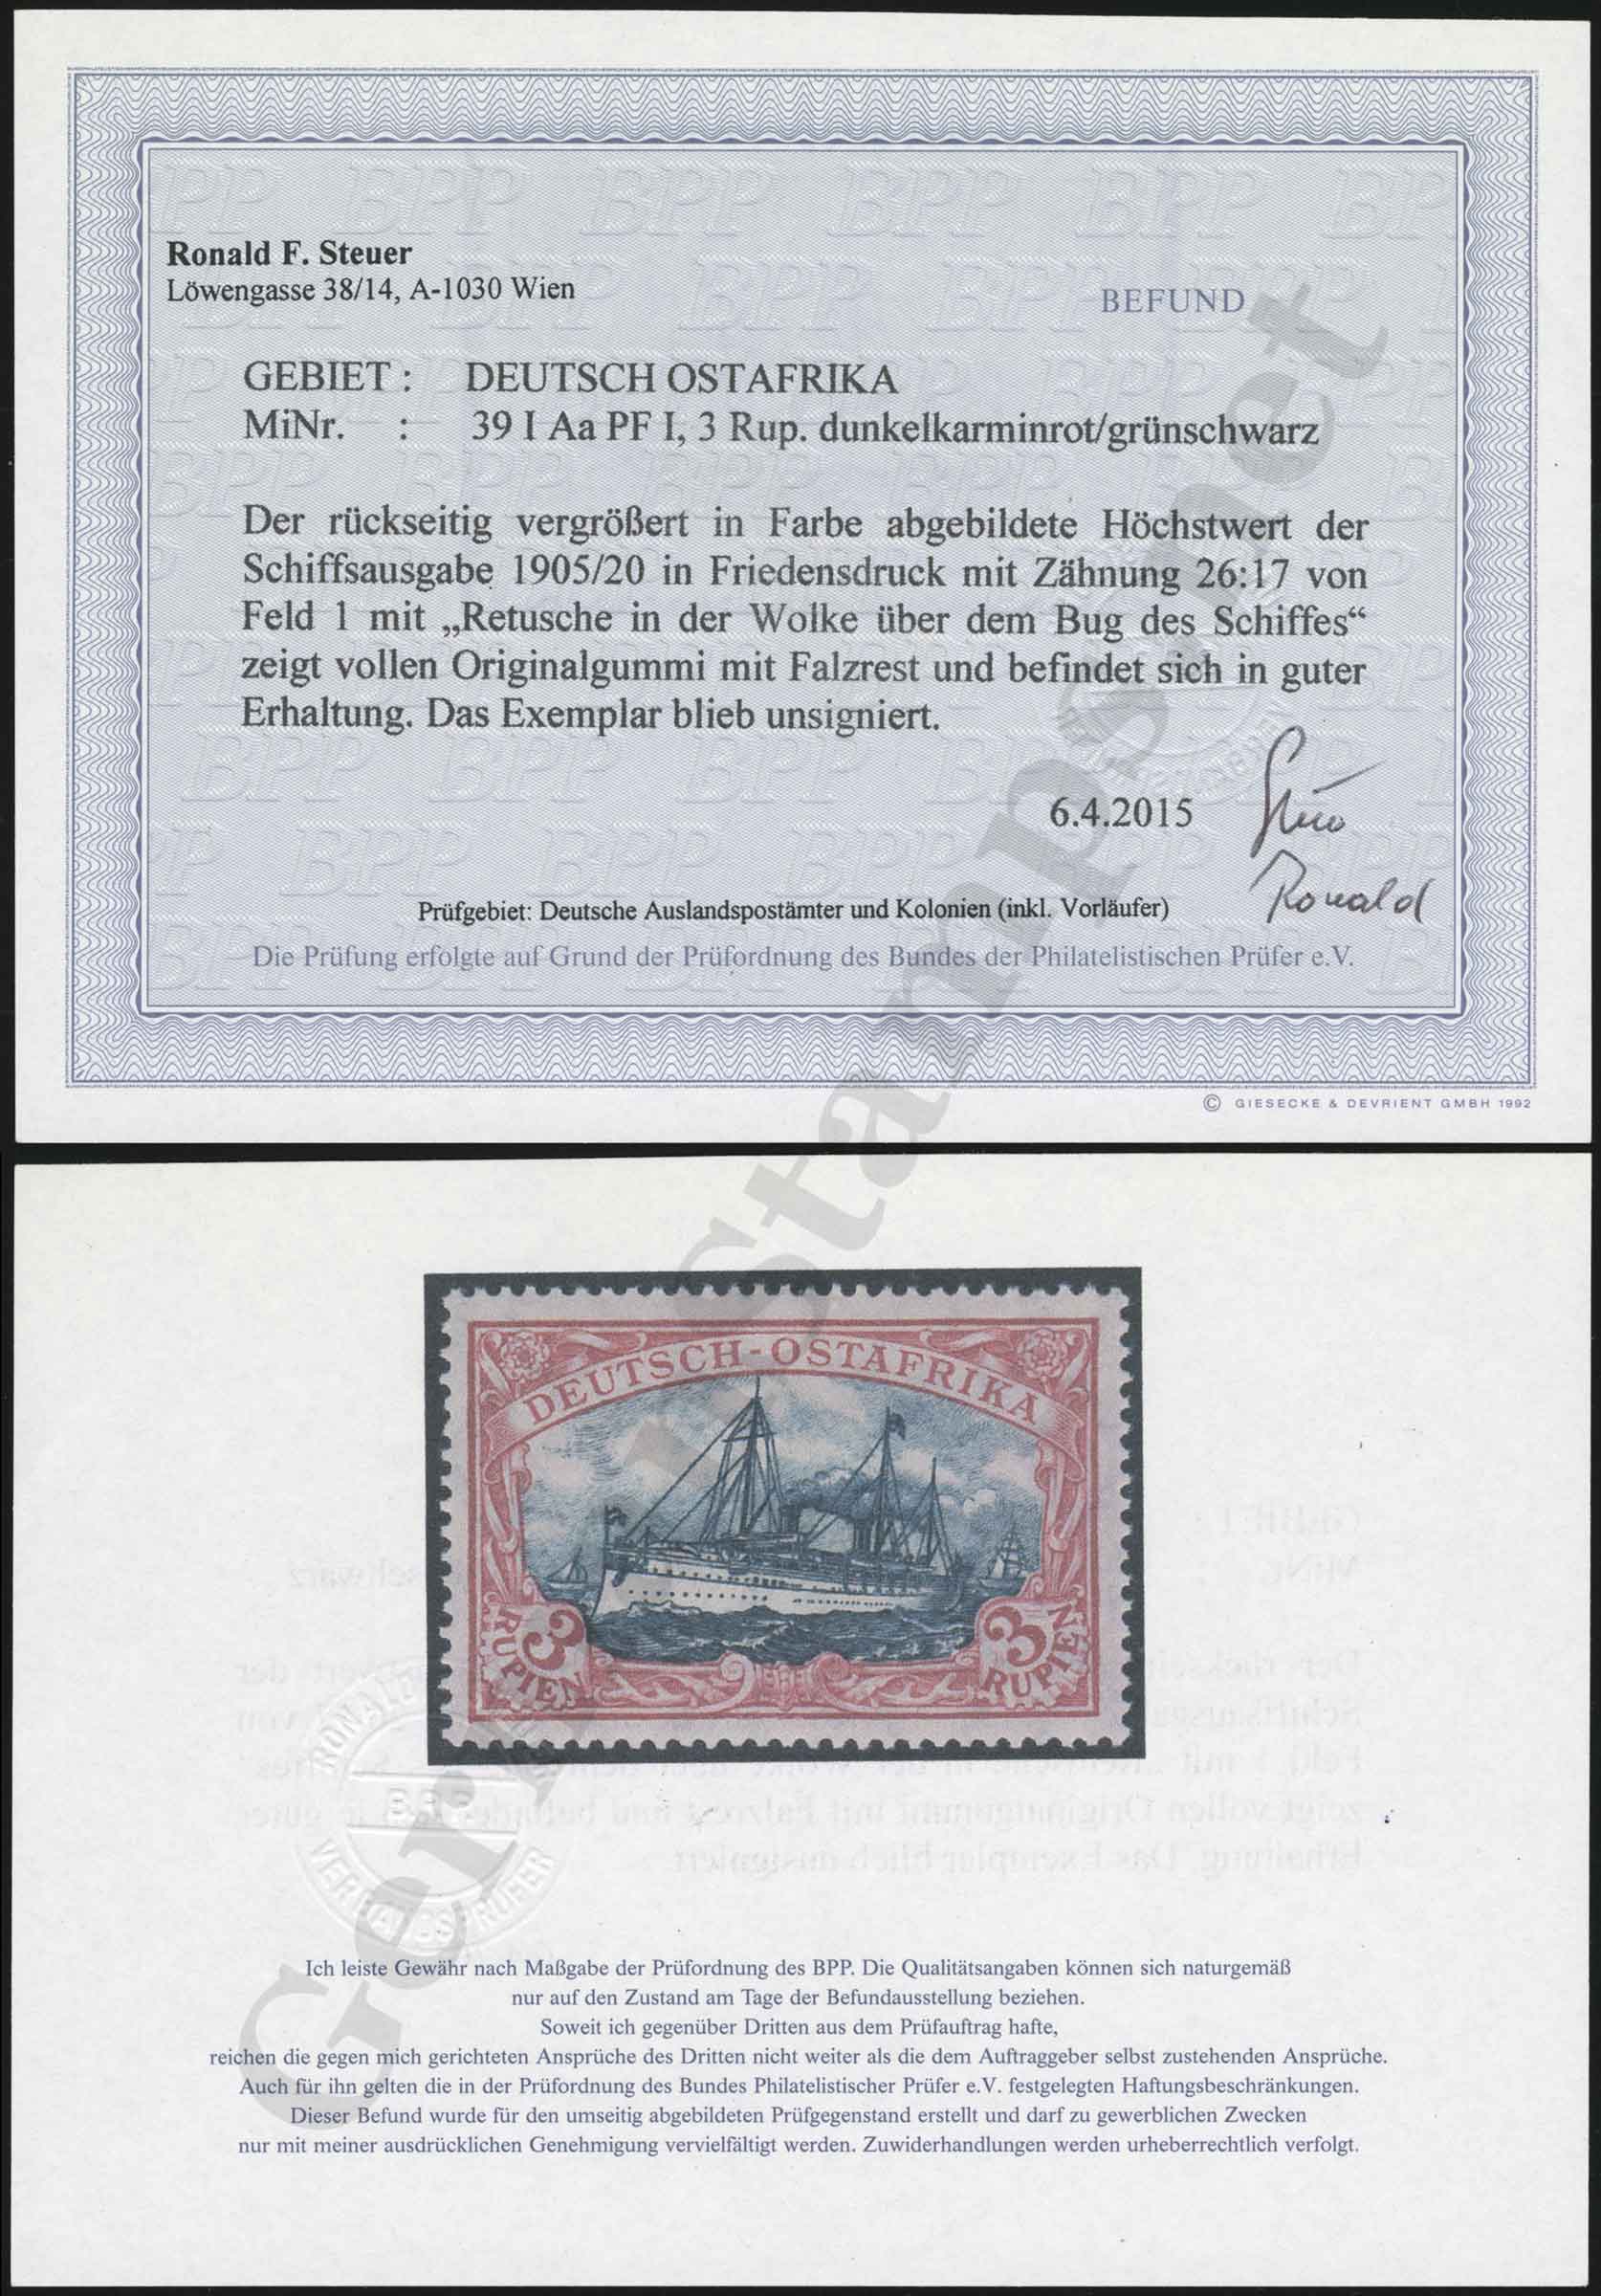 Ronald F. Steuer
Löwengasse 38/14, A-1030 Wien
BEFUND
GEBIET : DEUTSCH OSTAFRIKA
MiNr. : 39 I Aa PF I, 3 Rup. dunkelkarminrot/grünschwarz
Der rückseitig vergrößert in Farbe abgebildete Höchstwert der
Schiffsausgabe 1905/20 in Friedensdruck mit Zähnung 26:17 von
Feld 1 mit „Retusche in der Wolke über dem Bug des Schiffes“
zeigt vollen Originalgummi mit Falzrest und befindet sich in guter
Erhaltung. Das Exemplar blieb unsigniert.
6.4.2015
Ronald
Prüfgebiet: Deutsche Auslandspostämter und Kolonien (inkl. Vorläufer)
Die Prüfung erfolgte auf Grund der Prüfordnung des Bundes der Philatelistischen Prüfer e.V.
© GIESECKE & DEVRIENT GMBH 1992
DEUTSCH-OSTAFRIKA
3 RUPIEN
3 RUPIEN
RONALD
BPP
VERBANDSPRÜFER
Ich leiste Gewähr nach Maßgabe der Prüfordnung des BPP. Die Qualitätsangaben können sich naturgemäß
nur auf den Zustand am Tage der Befundausstellung beziehen.
Soweit ich gegenüber Dritten aus dem Prüfauftrag hafte,
reichen die gegen mich gerichteten Ansprüche des Dritten nicht weiter als die dem Auftraggeber selbst zustehenden Ansprüche.
Auch für ihn gelten die in der Prüfordnung des Bundes Philatelistischer Prüfer e.V. festgelegten Haftungsbeschränkungen.
Dieser Befund wurde für den umseitig abgebildeten Prüfgegenstand erstellt und darf zu gewerblichen Zwecken
nur mit meiner ausdrücklichen Genehmigung vervielfältigt werden. Zuwiderhandlungen werden urheberrechtlich verfolgt.